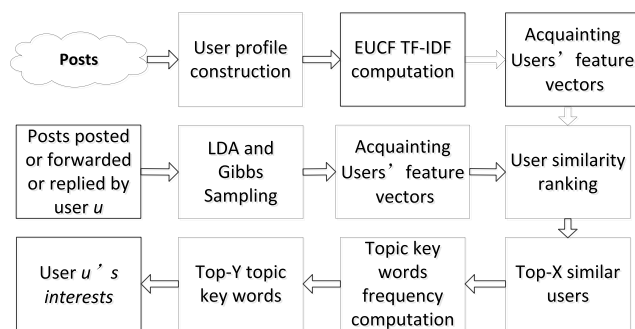 Posts
User profile
construction
EUCF TF-IDF
computation
Acquainting
Users’ feature
vectors
Posts posted
or forwarded
or replied by
user u
LDA and
Gibbs
Sampling
Acquainting
Users’ feature
vectors
User similarity
ranking
User u’s
interests
Top-Y topic
key words
Topic key
words
frequency
computation
Top-X similar
users